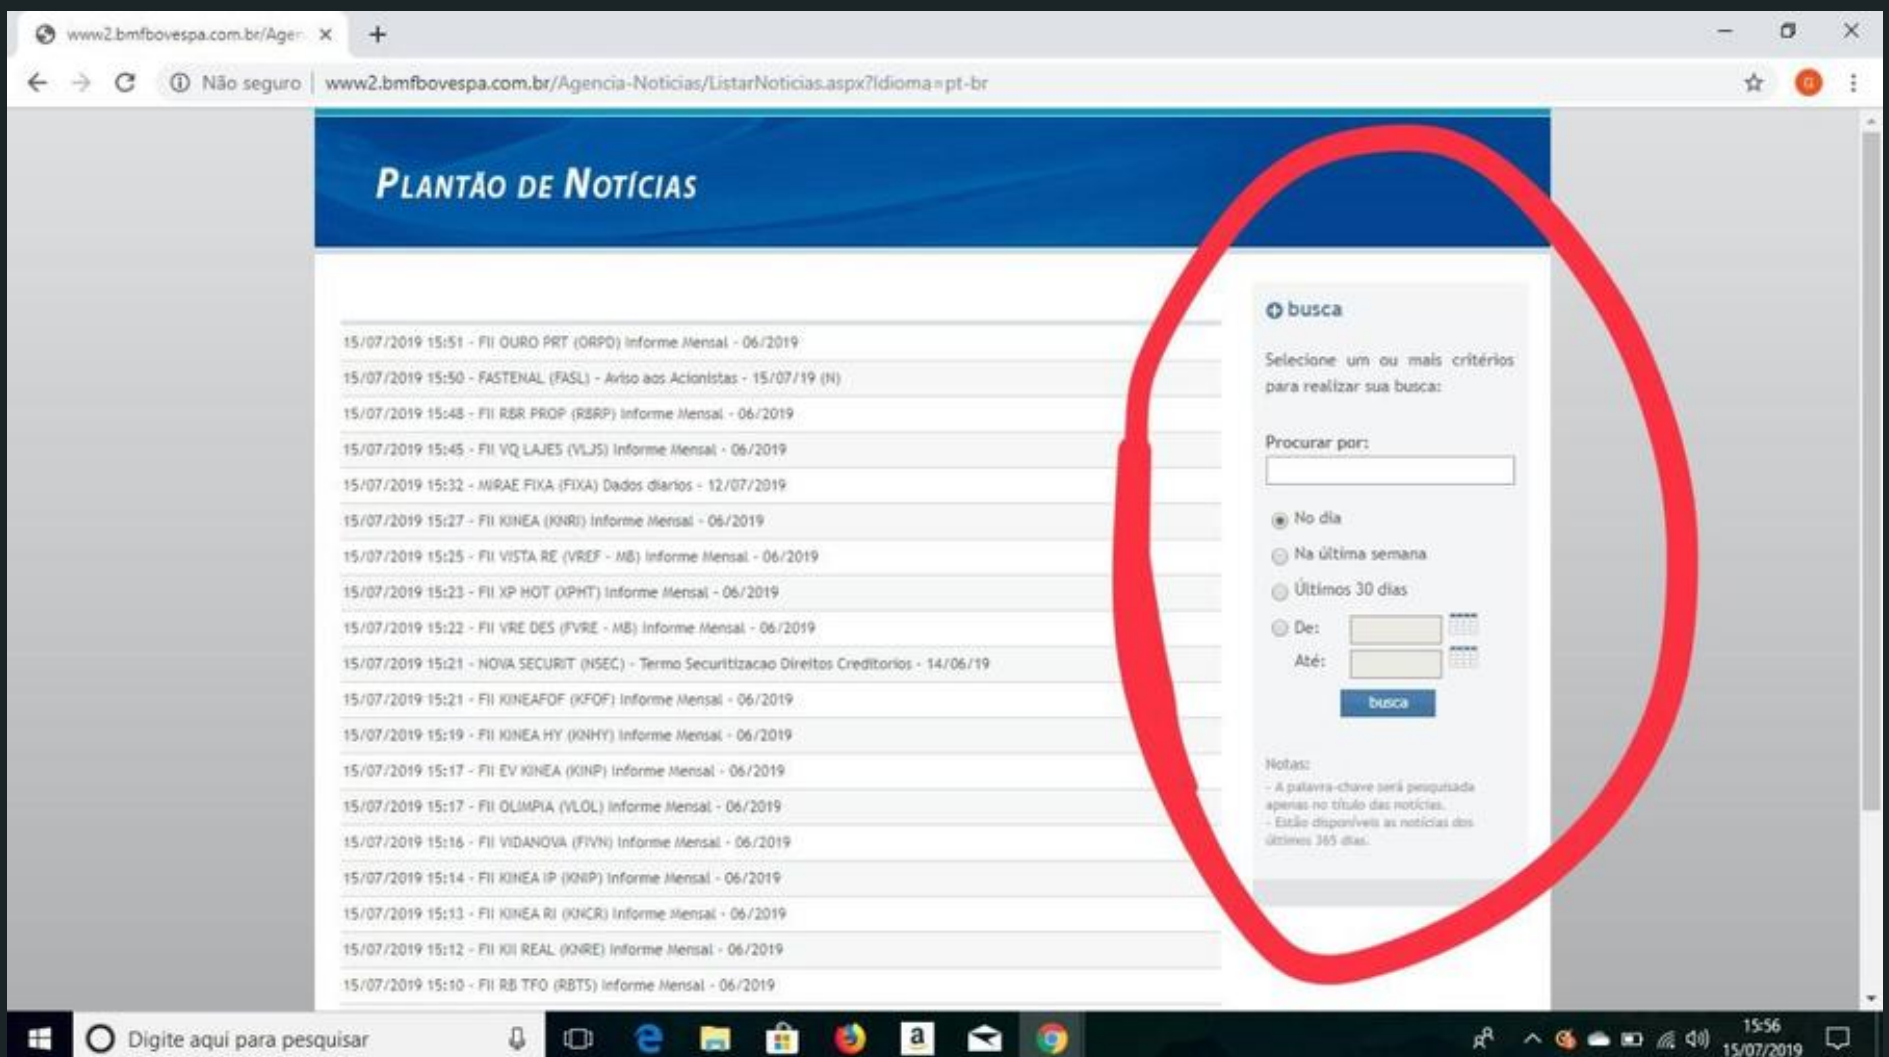 www2.bmfbovespa.com.br/Agen
Não seguro
www2.bmfbovespa.com.br/Agencia-Noticias/ListarNoticias.aspx?Idioma=pt-br
G
PLANTÃO DE NOTÍCIAS
15/07/2019 15:51 - FII OURO PRT (ORPD) Informe Mensal - 06/2019
15/07/2019 15:50 - FASTENAL (FASL) - Aviso aos Acionistas - 15/07/19 (N)
15/07/2019 15:48 - FII RBR PROP (RBRP) Informe Mensal - 06/2019
15/07/2019 15:45 - FII VQ LAJES (VLJS) Informe Mensal - 06/2019
15/07/2019 15:32 - MIRAE FIXA (FIXA) Dados diarios - 12/07/2019
15/07/2019 15:27 - FII KINEA (KNRI) Informe Mensal - 06/2019
15/07/2019 15:25 - FII VISTA RE (VREF - MB) Informe Mensal - 06/2019
15/07/2019 15:23 - FII XP HOT (XPHT) Informe Mensal - 06/2019
15/07/2019 15:22 - FII VRE DES (FVRE - MB) Informe Mensal - 06/2019
15/07/2019 15:21 - NOVA SECURIT (NSEC) - Termo Securitizacao Direitos Creditorios - 14/06/19
15/07/2019 15:21 - FII KINEAFOF (KFOF) Informe Mensal - 06/2019
15/07/2019 15:19 - FII KINEA HY (KNHY) Informe Mensal - 06/2019
15/07/2019 15:17 - FII EV KINEA (KINP) Informe Mensal - 06/2019
15/07/2019 15:17 - FII OLIMPIA (VLOL) Informe Mensal - 06/2019
15/07/2019 15:16 - FII VIDANOVA (FIVN) Informe Mensal - 06/2019
15/07/2019 15:14 - FII KINEA IP (KNIP) Informe Mensal - 06/2019
15/07/2019 15:13 - FII KINEA RI (KNCR) Informe Mensal - 06/2019
15/07/2019 15:12 - FII KII REAL (KNRE) Informe Mensal - 06/2019
15/07/2019 15:10 - FII RB TFO (RBTS) Informe Mensal - 06/2019
busca
Selecione um ou mais critérios
para realizar sua busca:
Procurar por:
No dia
Na última semana
Últimos 30 dias
De:
Até:
busca
Notas:
- A palavra-chave será pesquisada
apenas no título das notícias.
- Estão disponíveis as notícias dos
últimos 365 dias.
Digite aqui para pesquisar
a
15:56
15/07/2019